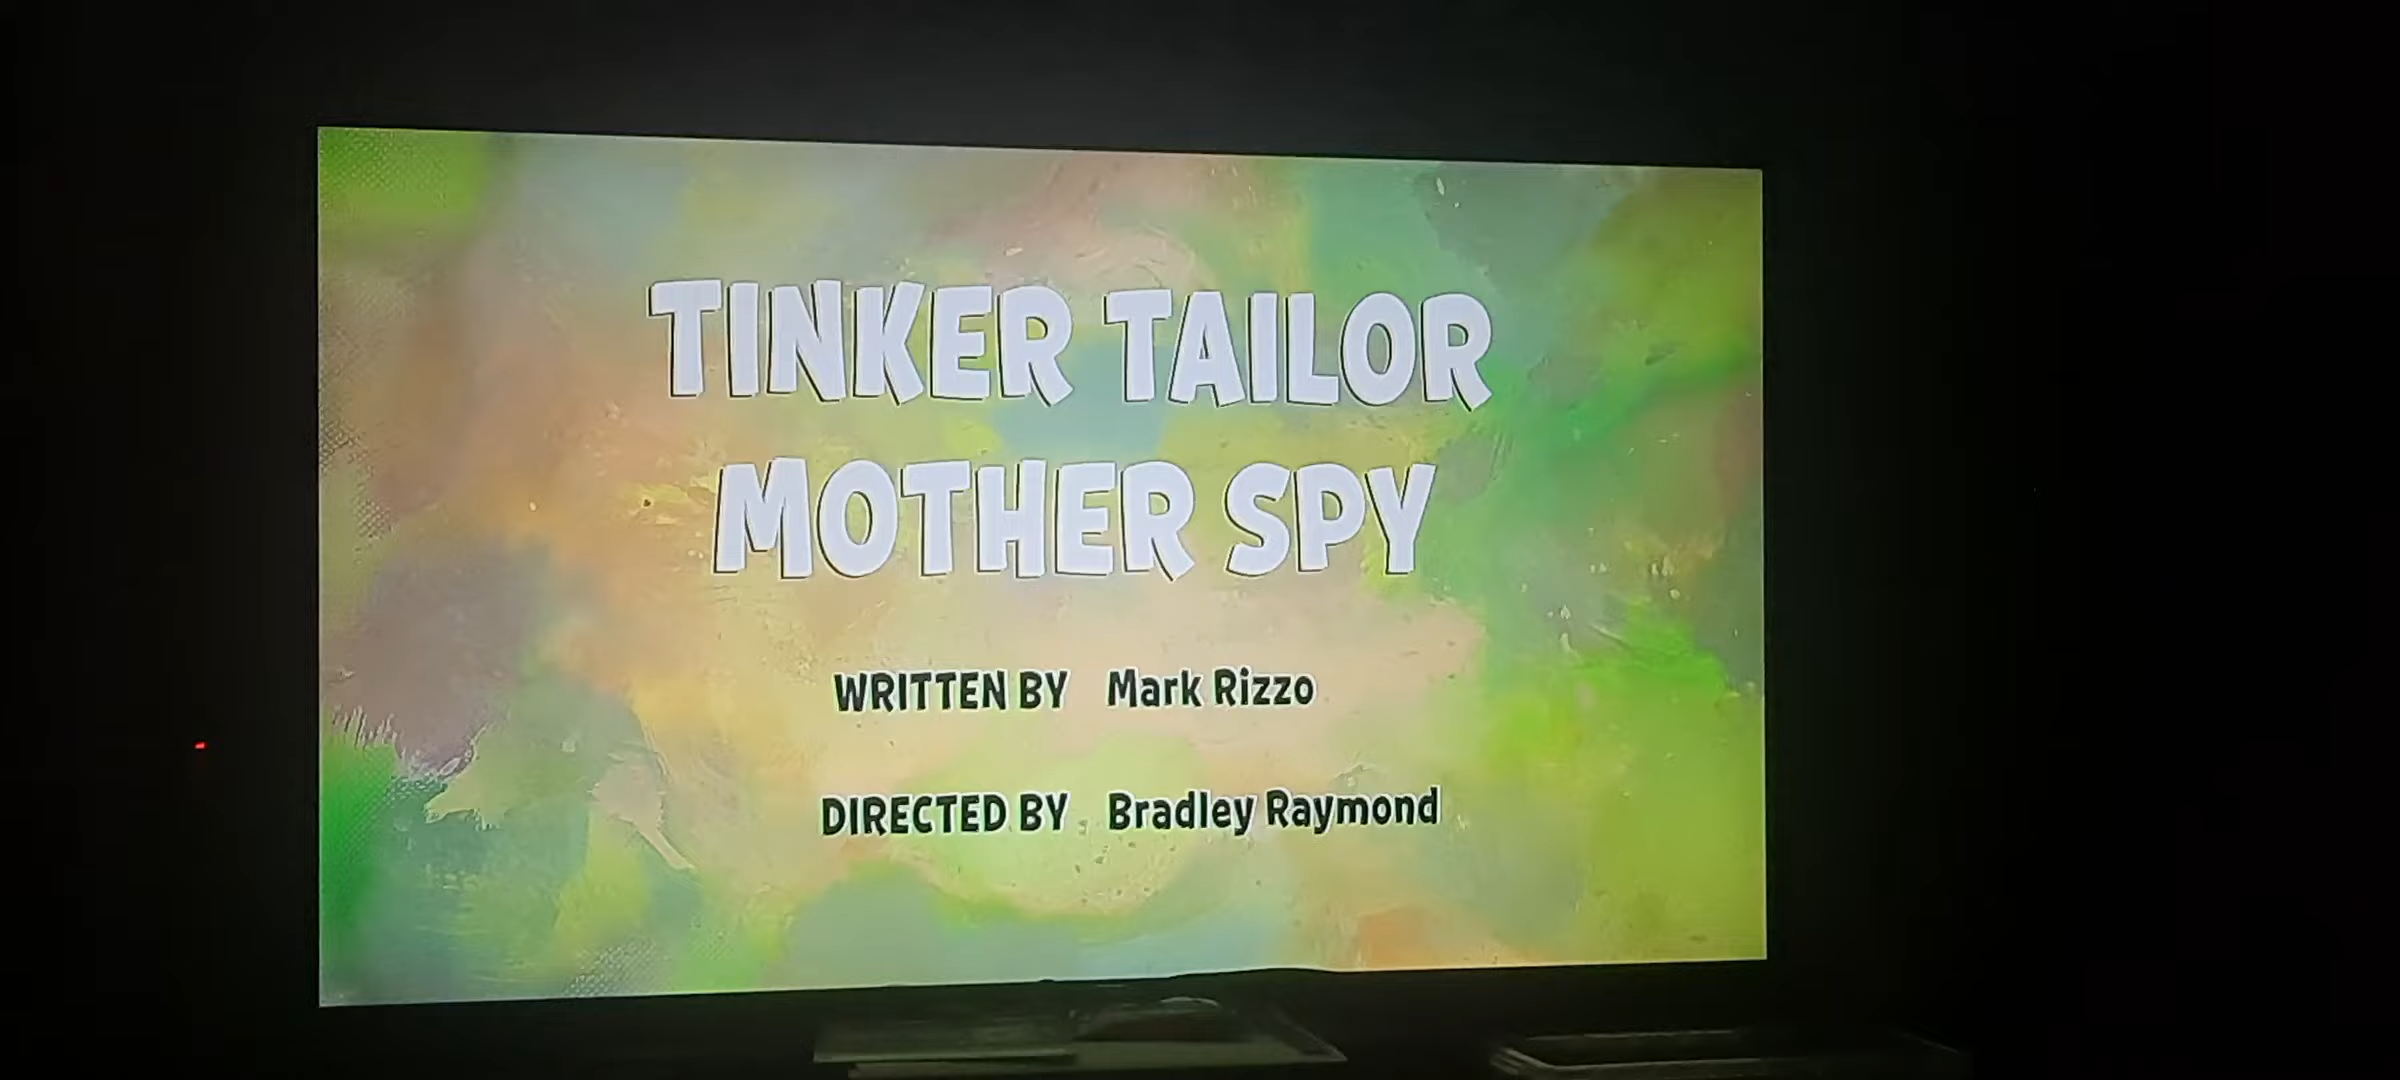 TINKER TAILOR
MOTHER SPY
WRITTEN BY Mark Rizzo
DIRECTED BY Bradley Raymond